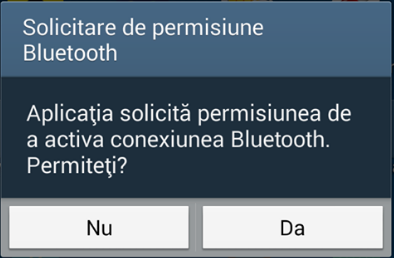 Solicitare de permisiune
Bluetooth
Aplicaţia solicită permisiunea de
a activa conexiunea Bluetooth.
Permiteţi?
Nu
Da